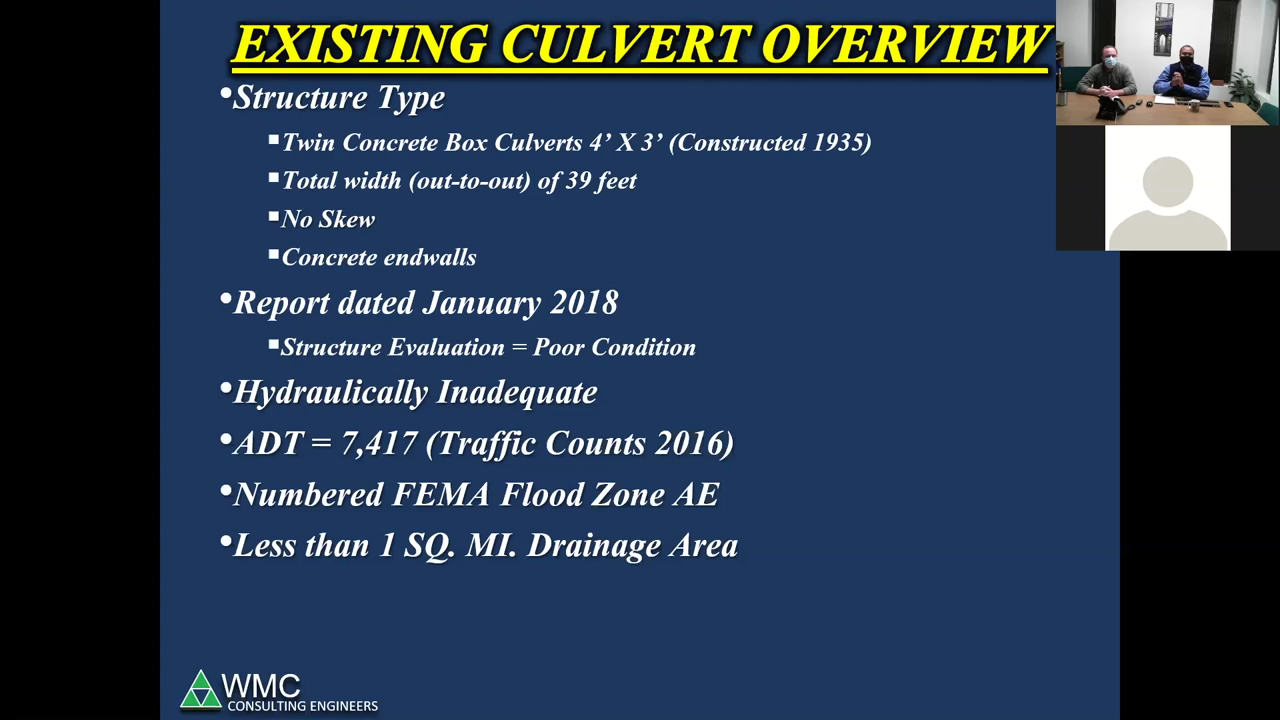 EXISTING CULVERT OVERVIEW
•Structure Type
▪Twin Concrete Box Culverts 4’ X 3’ (Constructed 1935)
▪Total width (out-to-out) of 39 feet
▪No Skew
▪Concrete endwalls
•Report dated January 2018
▪Structure Evaluation = Poor Condition
•Hydraulically Inadequate
•ADT = 7,417 (Traffic Counts 2016)
•Numbered FEMA Flood Zone AE
•Less than 1 SQ. MI. Drainage Area
WMC
CONSULTING ENGINEERS